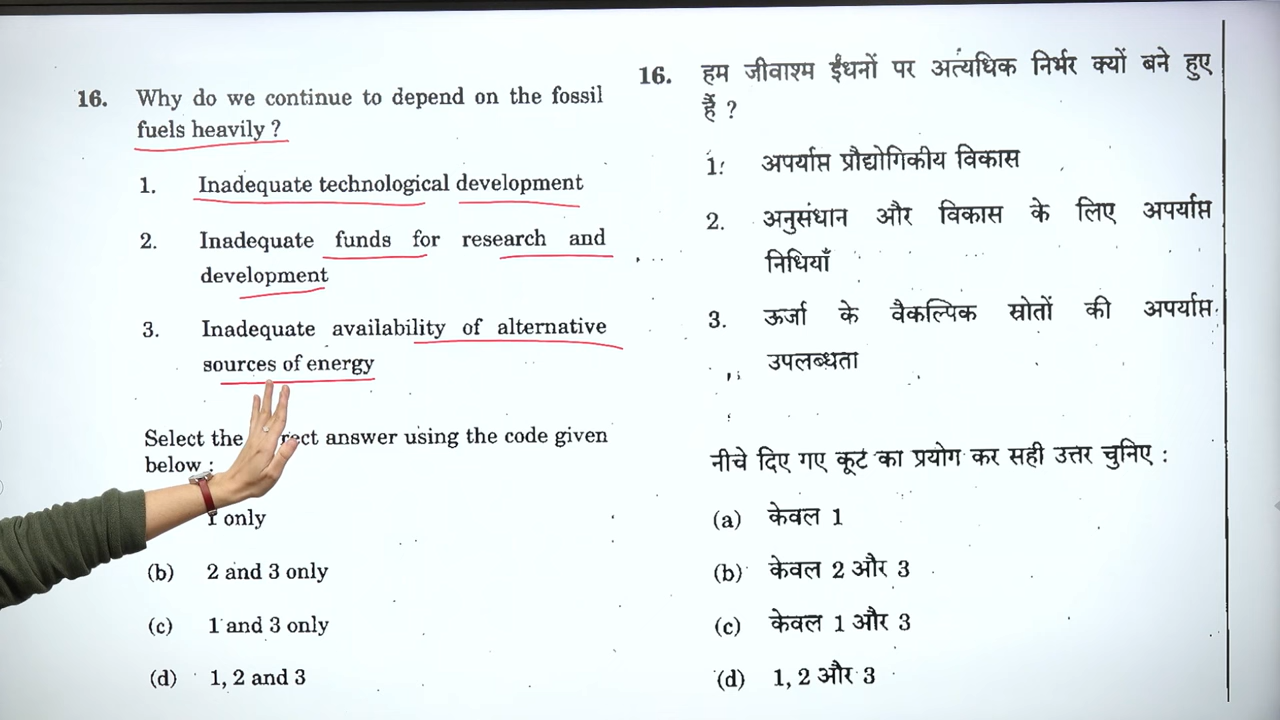 16. Why do we continue to depend on the fossil
fuels heavily ?
1. Inadequate technological development
2. Inadequate funds for research and
development
3. Inadequate availability of alternative
sources of energy
Select the answer using the code given
below :
1 only
(b) 2 and 3 only
(c) 1 and 3 only
(d) 1, 2 and 3
16. हम जीवाश्म ईंधनों पर अत्यधिक निर्भर क्यों बने हुए
हैं ?
1. अपर्याप्त प्रौद्योगिकीय विकास
2. अनुसंधान और विकास के लिए अपर्याप्त
निधियाँ
3. ऊर्जा के वैकल्पिक स्रोतों की अपर्याप्त
उपलब्धता
नीचे दिए गए कूट का प्रयोग कर सही उत्तर चुनिए :
(a) केवल 1
(b) केवल 2 और 3
(c) केवल 1 और 3
(d) 1, 2 और 3